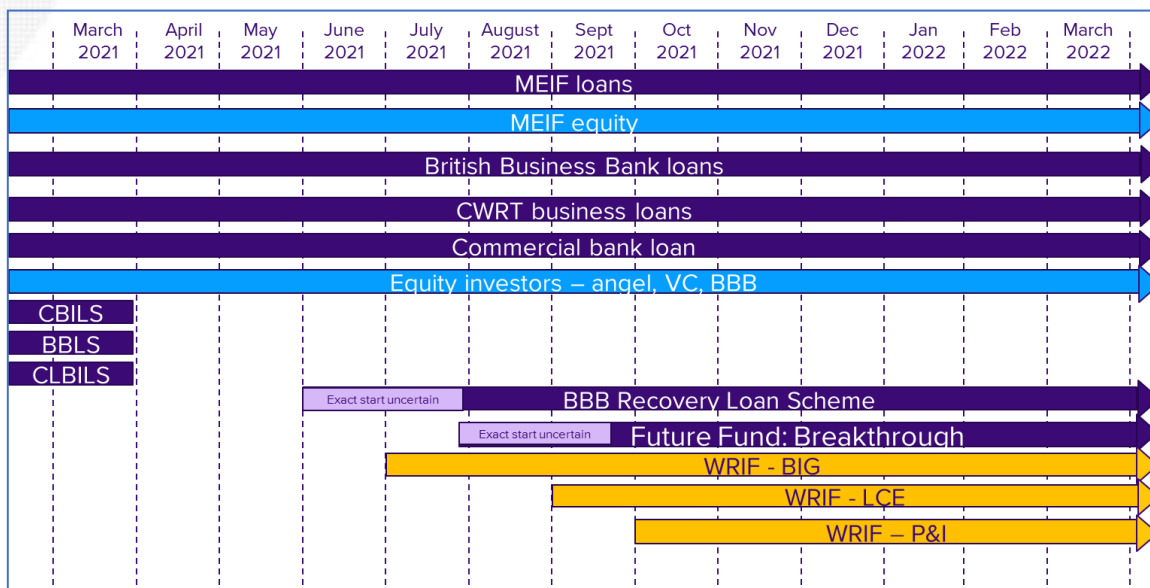 March April May June July August Sept Oct Nov Dec Jan Feb March
2021 2021 2021 2021 2021 2021 2021 2021 2021 2021 2022 2022 2022
MEIF loans
MEIF equity
British Business Bank loans
CWRT business loans
Commercial bank loan
Equity investors – angel, VC, BBB
CBILS
BBLS
CLBILS
Exact start uncertain BBB Recovery Loan Scheme
Exact start uncertain Future Fund: Breakthrough
WRIF - BIG
WRIF - LCE
WRIF – P&I